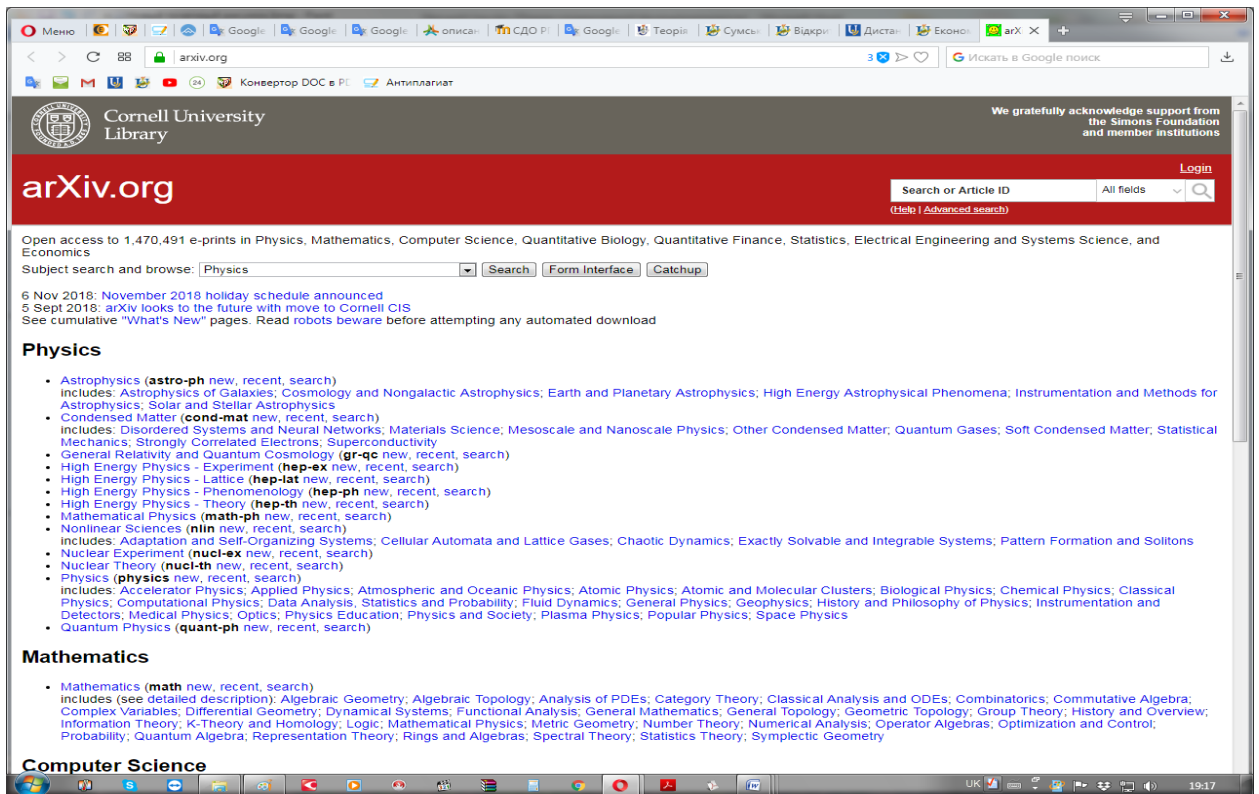 Меню Google Google Google описан СДО Р Google Теорія Сумсь Відкри Дистан Економ arX
arxiv.org 3 Искать в Google поиск
24 Конвертор DOC в PD Антиплагиат
Cornell University
Library
We gratefully acknowledge support from
the Simons Foundation
and member institutions
Login
arXiv.org
Search or Article ID All fields
(Help | Advanced search)
Open access to 1,470,491 e-prints in Physics, Mathematics, Computer Science, Quantitative Biology, Quantitative Finance, Statistics, Electrical Engineering and Systems Science, and
Economics
Subject search and browse: Physics Search Form Interface Catchup
6 Nov 2018: November 2018 holiday schedule announced
5 Sept 2018: arXiv looks to the future with move to Cornell CIS
See cumulative "What's New" pages. Read robots beware before attempting any automated download
Physics
Astrophysics (astro-ph new, recent, search)
includes: Astrophysics of Galaxies; Cosmology and Nongalactic Astrophysics; Earth and Planetary Astrophysics; High Energy Astrophysical Phenomena; Instrumentation and Methods for
Astrophysics; Solar and Stellar Astrophysics
Condensed Matter (cond-mat new, recent, search)
includes: Disordered Systems and Neural Networks; Materials Science; Mesoscale and Nanoscale Physics; Other Condensed Matter; Quantum Gases; Soft Condensed Matter; Statistical
Mechanics; Strongly Correlated Electrons; Superconductivity
General Relativity and Quantum Cosmology (gr-qc new, recent, search)
High Energy Physics - Experiment (hep-ex new, recent, search)
High Energy Physics - Lattice (hep-lat new, recent, search)
High Energy Physics - Phenomenology (hep-ph new, recent, search)
High Energy Physics - Theory (hep-th new, recent, search)
Mathematical Physics (math-ph new, recent, search)
Nonlinear Sciences (nlin new, recent, search)
includes: Adaptation and Self-Organizing Systems; Cellular Automata and Lattice Gases; Chaotic Dynamics; Exactly Solvable and Integrable Systems; Pattern Formation and Solitons
Nuclear Experiment (nucl-ex new, recent, search)
Nuclear Theory (nucl-th new, recent, search)
Physics (physics new, recent, search)
includes: Accelerator Physics; Applied Physics; Atmospheric and Oceanic Physics; Atomic Physics; Atomic and Molecular Clusters; Biological Physics; Chemical Physics; Classical
Physics; Computational Physics; Data Analysis, Statistics and Probability; Fluid Dynamics; General Physics; Geophysics; History and Philosophy of Physics; Instrumentation and
Detectors; Medical Physics; Optics; Physics Education; Physics and Society; Plasma Physics; Popular Physics; Space Physics
Quantum Physics (quant-ph new, recent, search)
Mathematics
Mathematics (math new, recent, search)
includes (see detailed description): Algebraic Geometry; Algebraic Topology; Analysis of PDEs; Category Theory; Classical Analysis and ODEs; Combinatorics; Commutative Algebra;
Complex Variables; Differential Geometry; Dynamical Systems; Functional Analysis; General Mathematics; General Topology; Geometric Topology; Group Theory; History and Overview;
Information Theory; K-Theory and Homology; Logic; Mathematical Physics; Metric Geometry; Number Theory; Numerical Analysis; Operator Algebras; Optimization and Control;
Probability; Quantum Algebra; Representation Theory; Rings and Algebras; Spectral Theory; Statistics Theory; Symplectic Geometry
Computer Science
UK 19:17